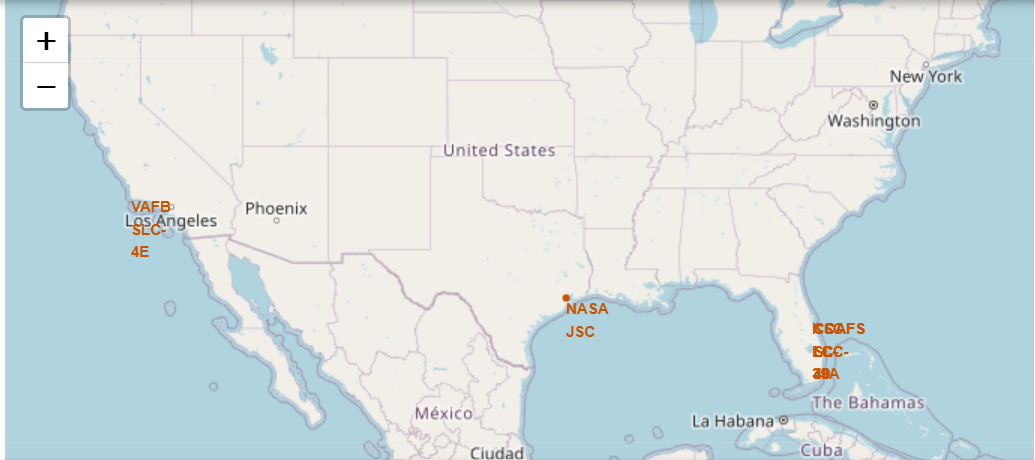 +
−
New York
Washington
United States
VAFB
SLC-
4E
Los Angeles
Phoenix
NASA
JSC
The Bahamas
La Habana
México
Ciudad
Cuba